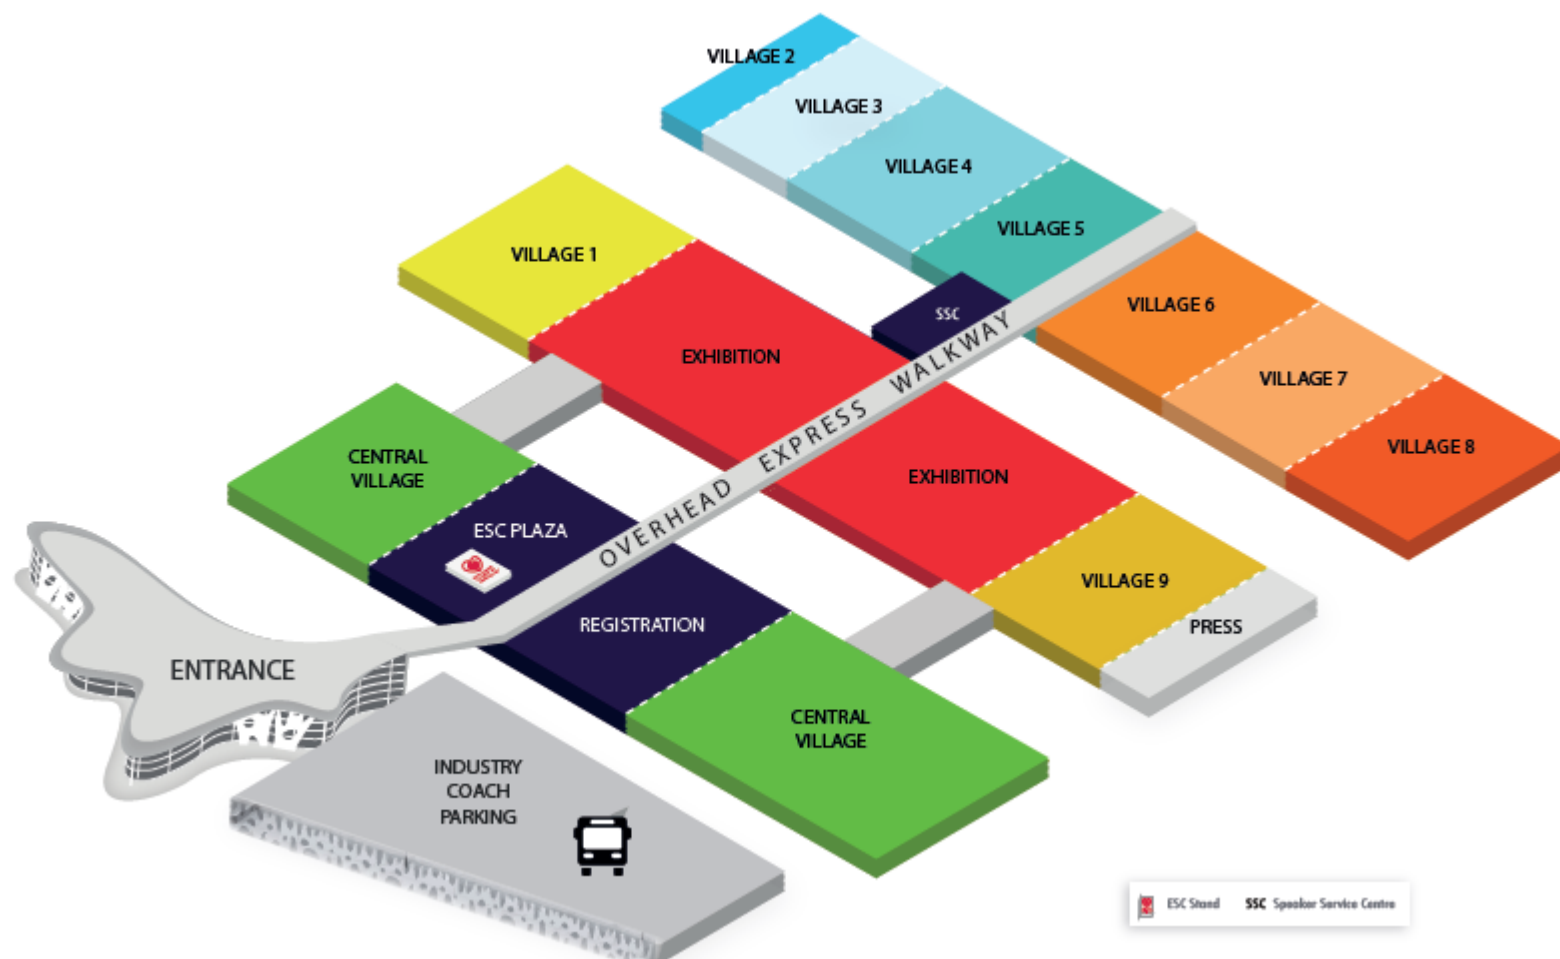 VILLAGE 2
VILLAGE 3
VILLAGE 4
VILLAGE 5
VILLAGE 1
SSC
VILLAGE 6
EXHIBITION
VILLAGE 7
OVERHEAD EXPRESS WALKWAY
VILLAGE 8
CENTRAL
VILLAGE
EXHIBITION
ESC PLAZA
VILLAGE 9
REGISTRATION
PRESS
ENTRANCE
CENTRAL
VILLAGE
INDUSTRY
COACH
PARKING
ESC Stand
SSC Speaker Service Centre